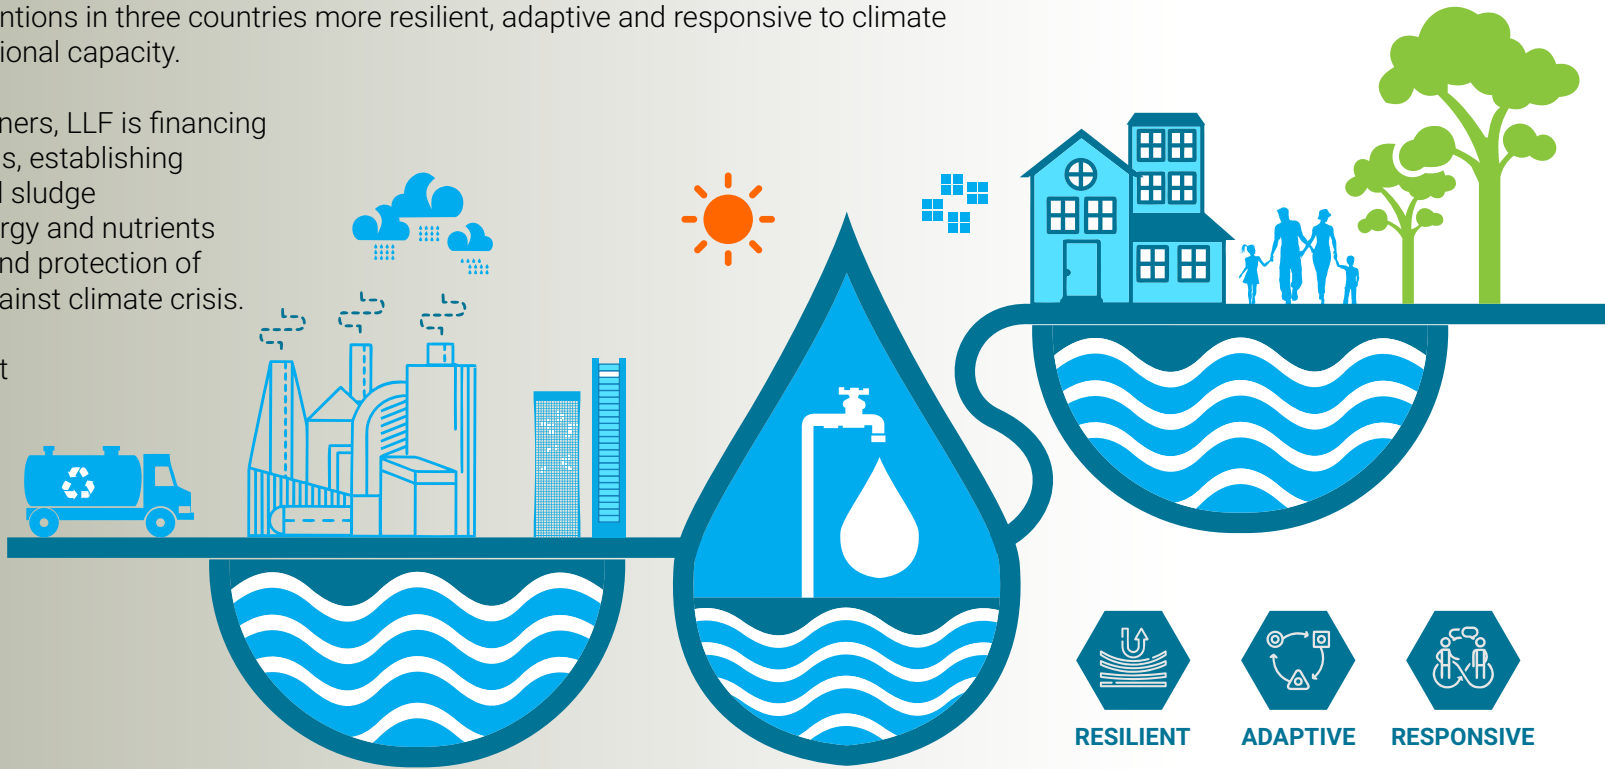 ntions in three countries more resilient, adaptive and responsive to climate
ional capacity.
ners, LLF is financing
s, establishing
l sludge
rgy and nutrients
nd protection of
ainst climate crisis.
t
RESILIENT
ADAPTIVE
RESPONSIVE